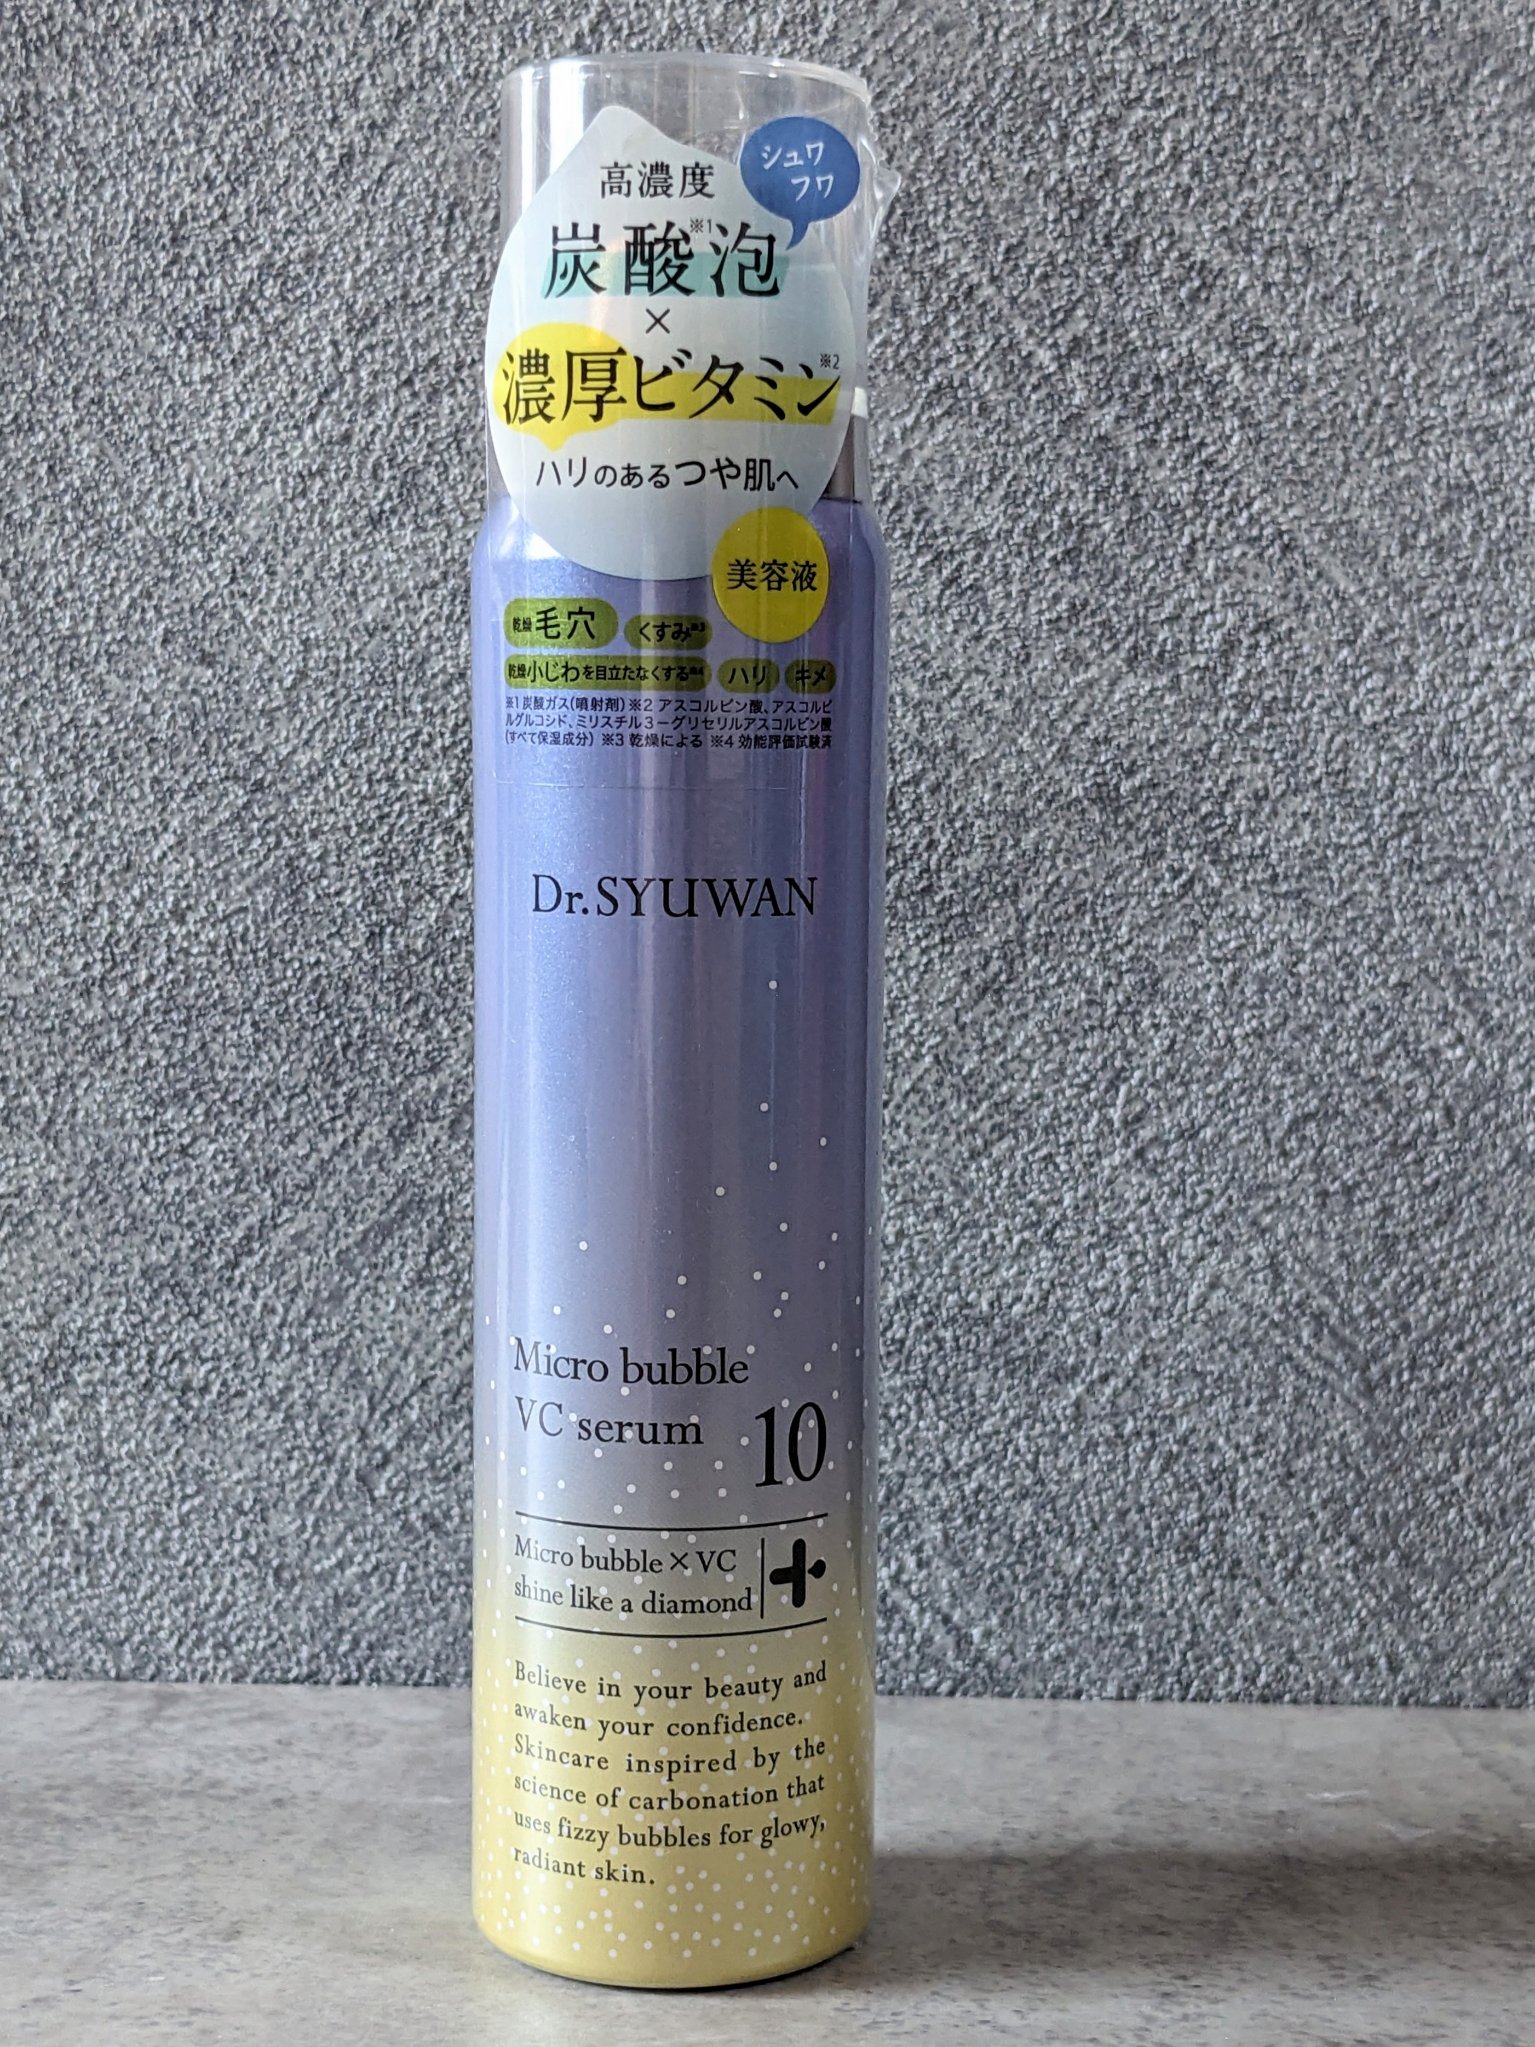 シュワ
フワ
高濃度
炭酸※1泡
×
濃厚ビタミン※2
ハリのあるつや肌へ
美容液
乾燥毛穴 くすみ※3
乾燥小じわを目立たなくする※4 ハリ キメ
※1 炭酸ガス(噴射剤) ※2 アスコルビン酸、アスコルビ
ルグルコシド、ミリスチル3-グリセリルアスコルビン酸
(すべて保湿成分) ※3 乾燥による ※4 効能評価試験済
Dr.SYUWAN
Micro bubble
VC serum 10
Micro bubble × VC
shine like a diamond
Believe in your beauty and
awaken your confidence.
Skincare inspired by the
science of carbonation that
uses fizzy bubbles for glowy,
radiant skin.